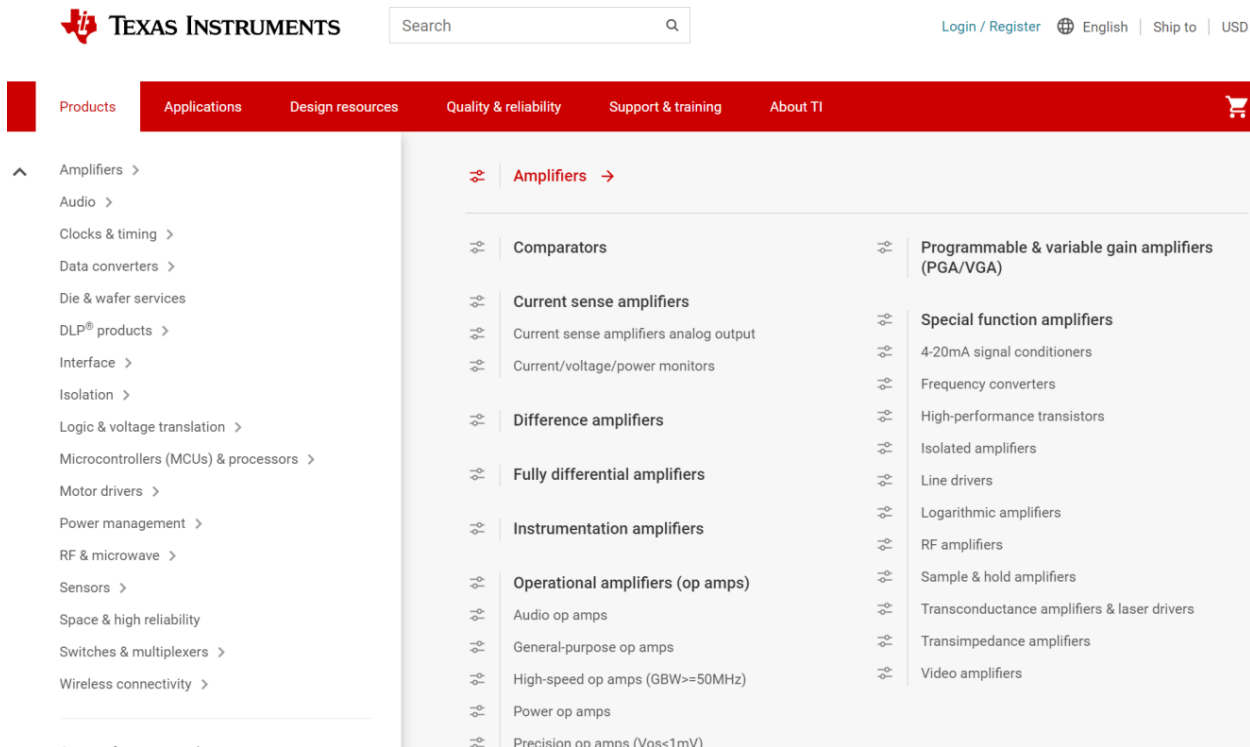 TEXAS INSTRUMENTS
Search
Login / Register English Ship to USD
Products Applications Design resources Quality & reliability Support & training About TI
Amplifiers
Audio
Clocks & timing
Data converters
Die & wafer services
DLP® products
Interface
Isolation
Logic & voltage translation
Microcontrollers (MCUs) & processors
Motor drivers
Power management
RF & microwave
Sensors
Space & high reliability
Switches & multiplexers
Wireless connectivity
Amplifiers
Comparators
Current sense amplifiers
Current sense amplifiers analog output
Current/voltage/power monitors
Difference amplifiers
Fully differential amplifiers
Instrumentation amplifiers
Operational amplifiers (op amps)
Audio op amps
General-purpose op amps
High-speed op amps (GBW>=50MHz)
Power op amps
Precision op amps (Vos<1mV)
Programmable & variable gain amplifiers
(PGA/VGA)
Special function amplifiers
4-20mA signal conditioners
Frequency converters
High-performance transistors
Isolated amplifiers
Line drivers
Logarithmic amplifiers
RF amplifiers
Sample & hold amplifiers
Transconductance amplifiers & laser drivers
Transimpedance amplifiers
Video amplifiers